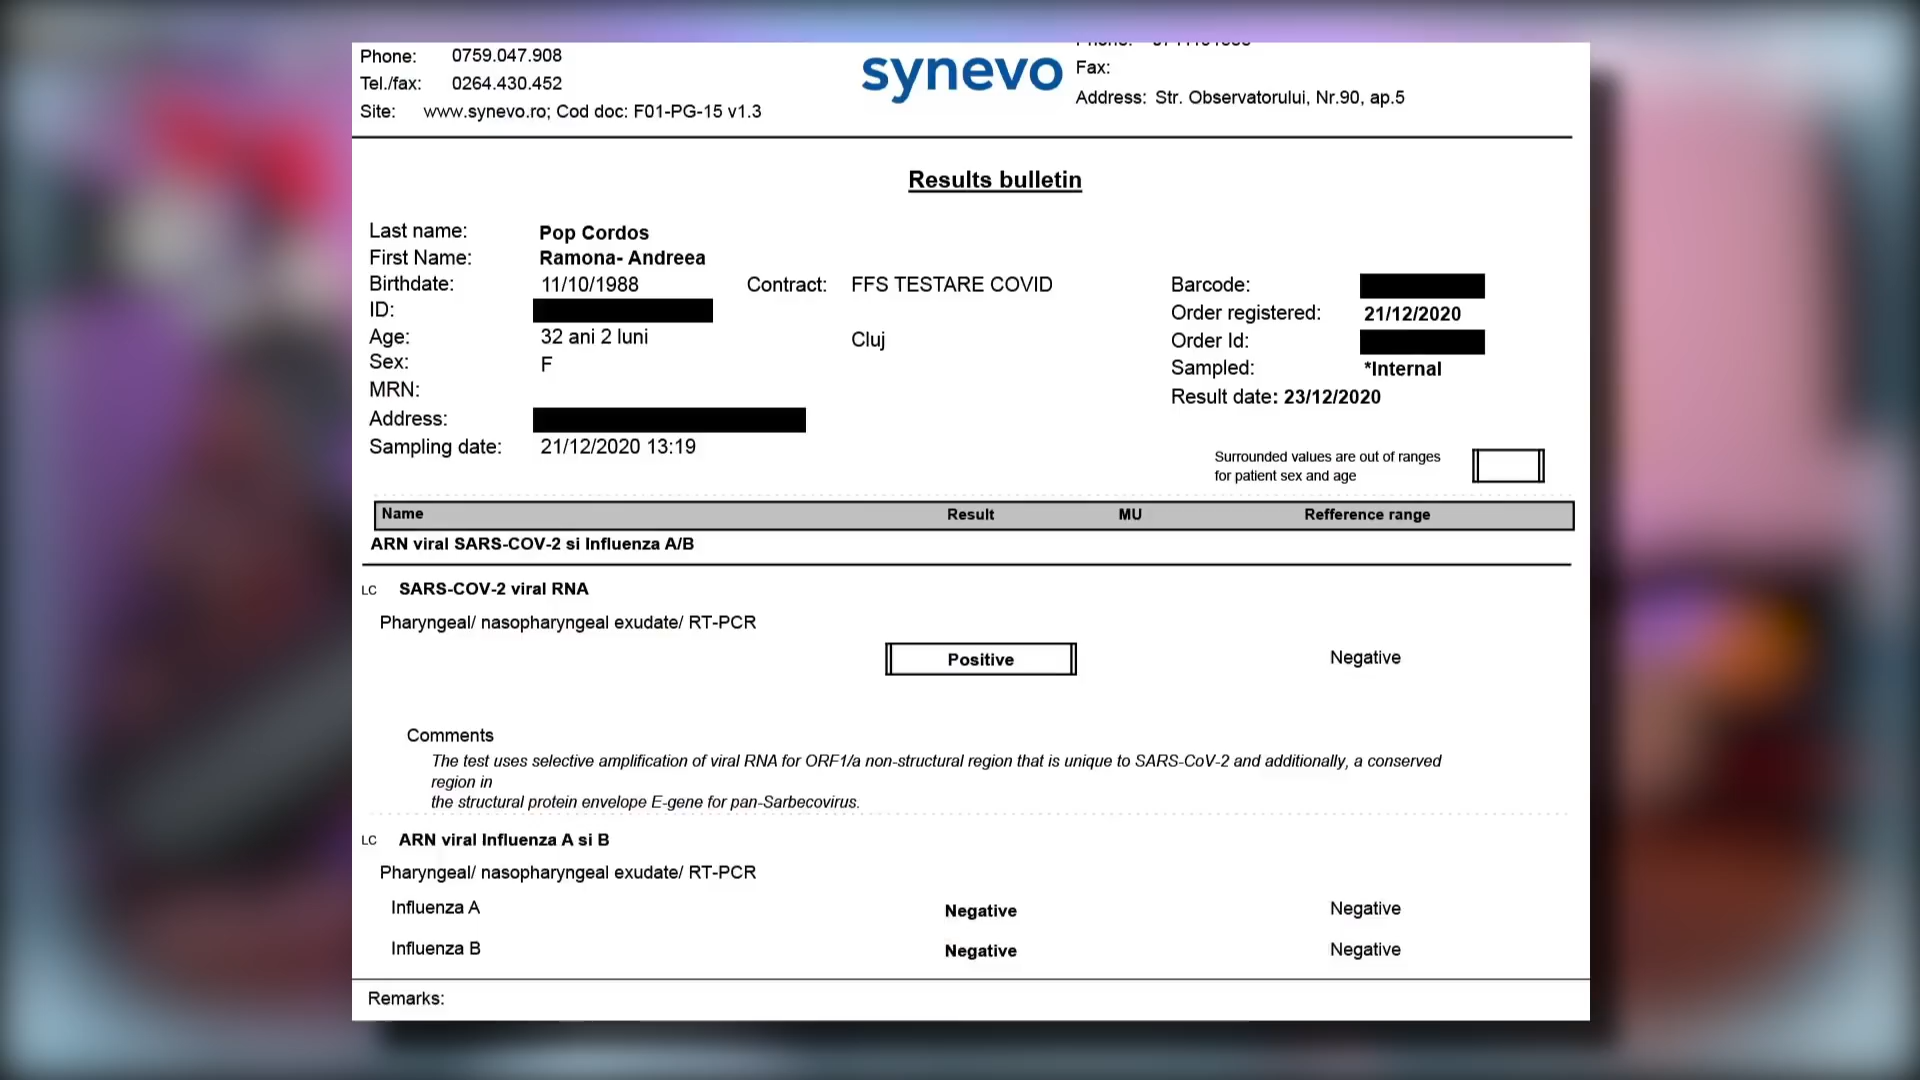 Phone: 0759.047.908
Tel./fax: 0264.430.452
Site: www.synevo.ro; Cod doc: F01-PG-15 v1.3
synevo
Fax:
Address: Str. Observatorului, Nr.90, ap.5
Results bulletin
Last name: Pop Cordos
First Name: Ramona- Andreea
Birthdate: 11/10/1988 Contract: FFS TESTARE COVID Barcode:
ID: Order registered: 21/12/2020
Age: 32 ani 2 luni Cluj Order Id:
Sex: F Sampled: *Internal
MRN: Result date: 23/12/2020
Address:
Sampling date: 21/12/2020 13:19
Surrounded values are out of ranges
for patient sex and age
Name Result MU Refference range
ARN viral SARS-COV-2 si Influenza A/B
LC SARS-COV-2 viral RNA
Pharyngeal/ nasopharyngeal exudate/ RT-PCR
Positive Negative
Comments
The test uses selective amplification of viral RNA for ORF1/a non-structural region that is unique to SARS-CoV-2 and additionally, a conserved
region in
the structural protein envelope E-gene for pan-Sarbecovirus.
LC ARN viral Influenza A si B
Pharyngeal/ nasopharyngeal exudate/ RT-PCR
Influenza A Negative Negative
Influenza B Negative Negative
Remarks: